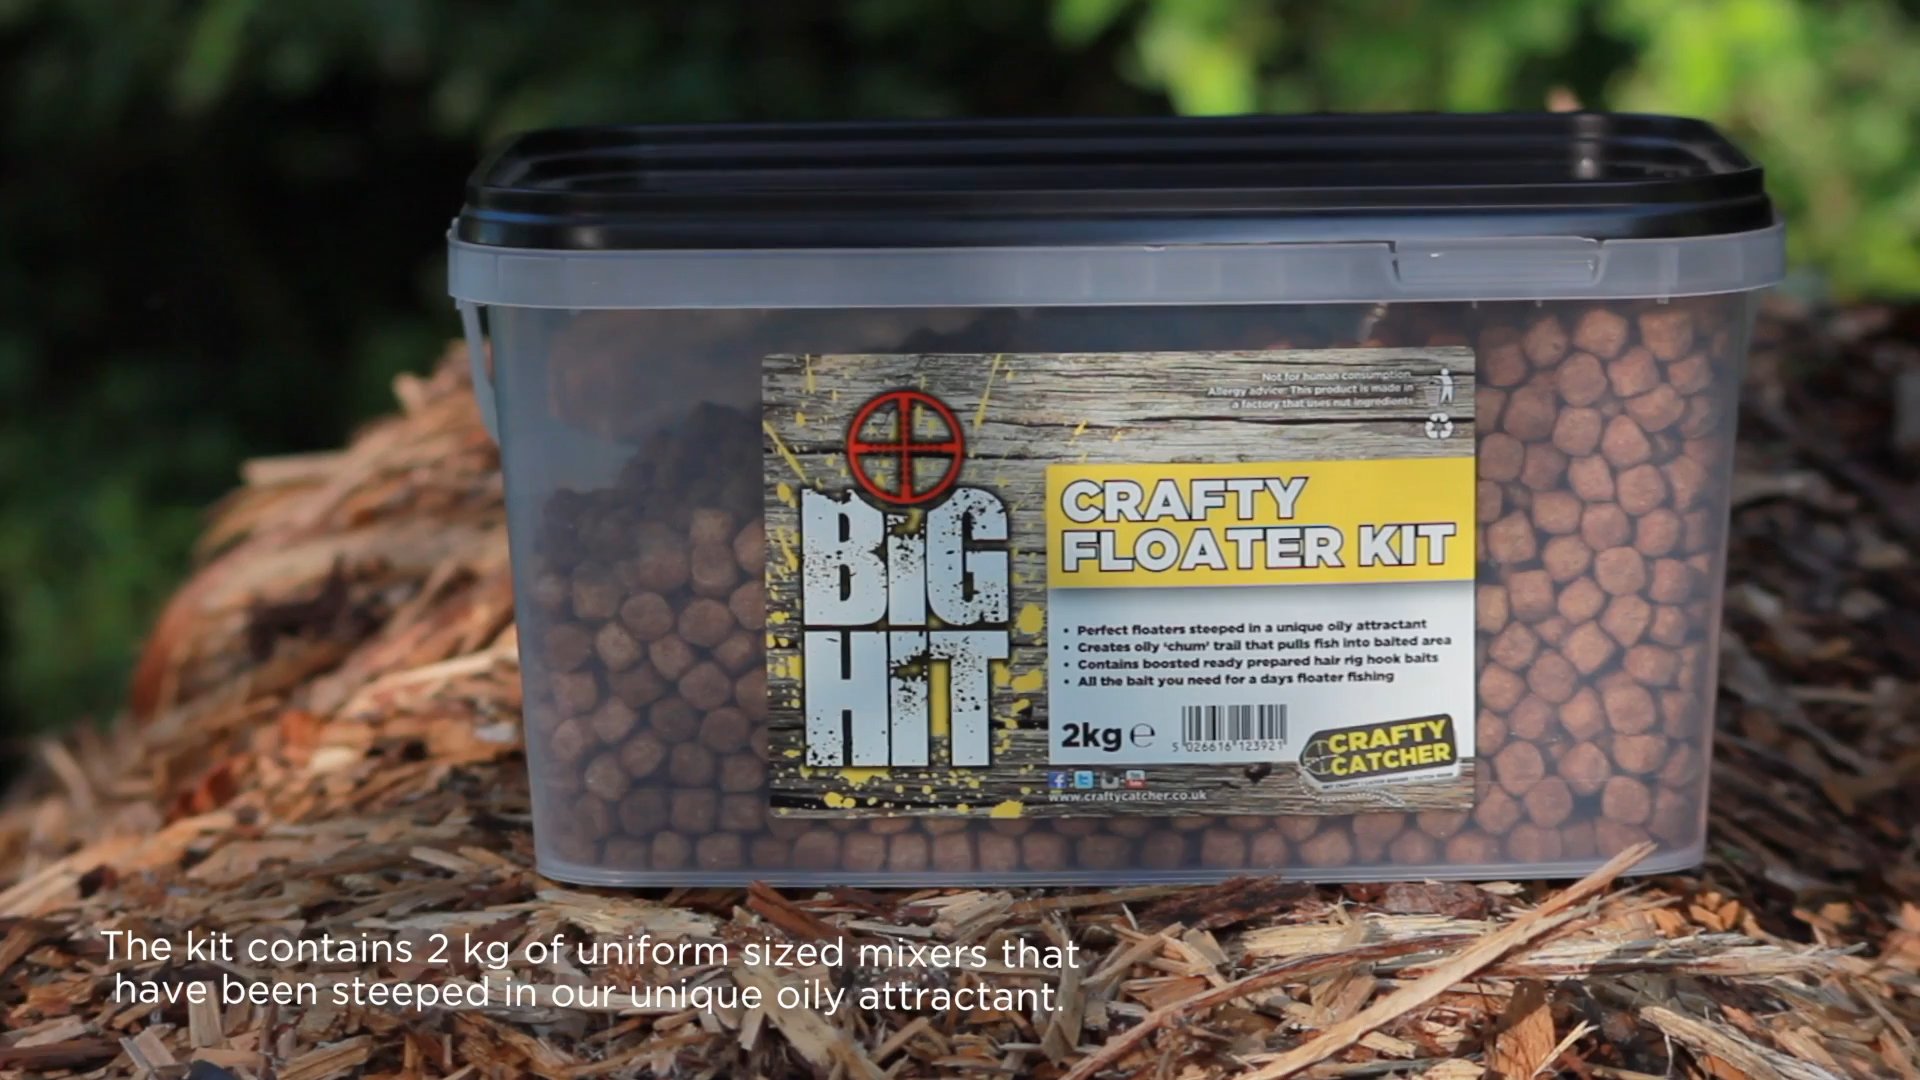 Not for human consumption
Allergy advice: This product is made in
a factory that uses nut ingredients
BIG
HIT
CRAFTY
FLOATER KIT
• Perfect floaters steeped in a unique oily attractant
• Creates oily 'chum' trail that pulls fish into baited area
• Contains boosted ready prepared hair rig hook baits
• All the bait you need for a days floater fishing
2kg e
5 026616 123921
CRAFTY
CATCHER
www.craftycatcher.co.uk
The kit contains 2 kg of uniform sized mixers that
have been steeped in our unique oily attractant.